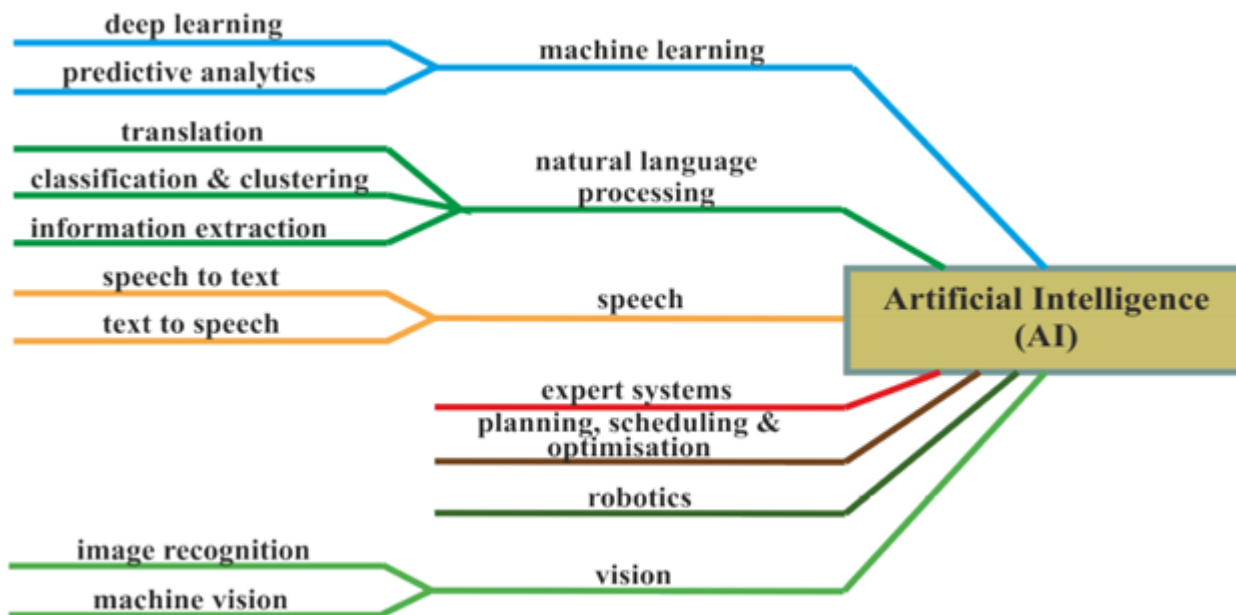 deep learning
machine learning
predictive analytics
translation
natural language
processing
classification & clustering
information extraction
speech to text
speech
text to speech
Artificial Intelligence
(AI)
expert systems
planning, scheduling &
optimisation
robotics
image recognition
vision
machine vision